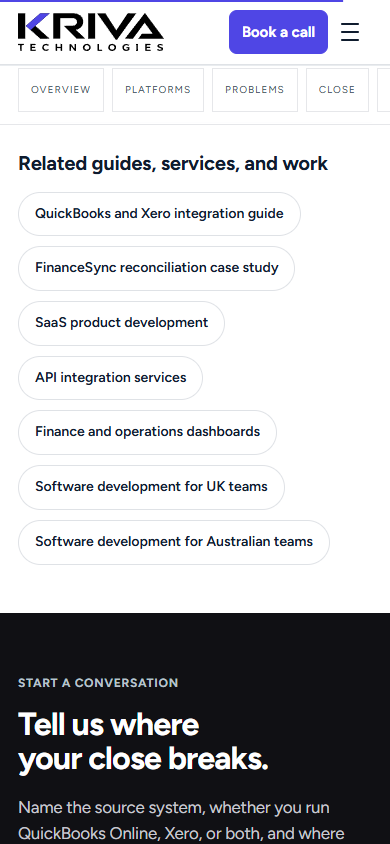 KRIVA
TECHNOLOGIES
Book a call
OVERVIEW
PLATFORMS
PROBLEMS
CLOSE
Related guides, services, and work
QuickBooks and Xero integration guide
FinanceSync reconciliation case study
SaaS product development
API integration services
Finance and operations dashboards
Software development for UK teams
Software development for Australian teams
START A CONVERSATION
Tell us where
your close breaks.
Name the source system, whether you run
QuickBooks Online, Xero, or both, and where